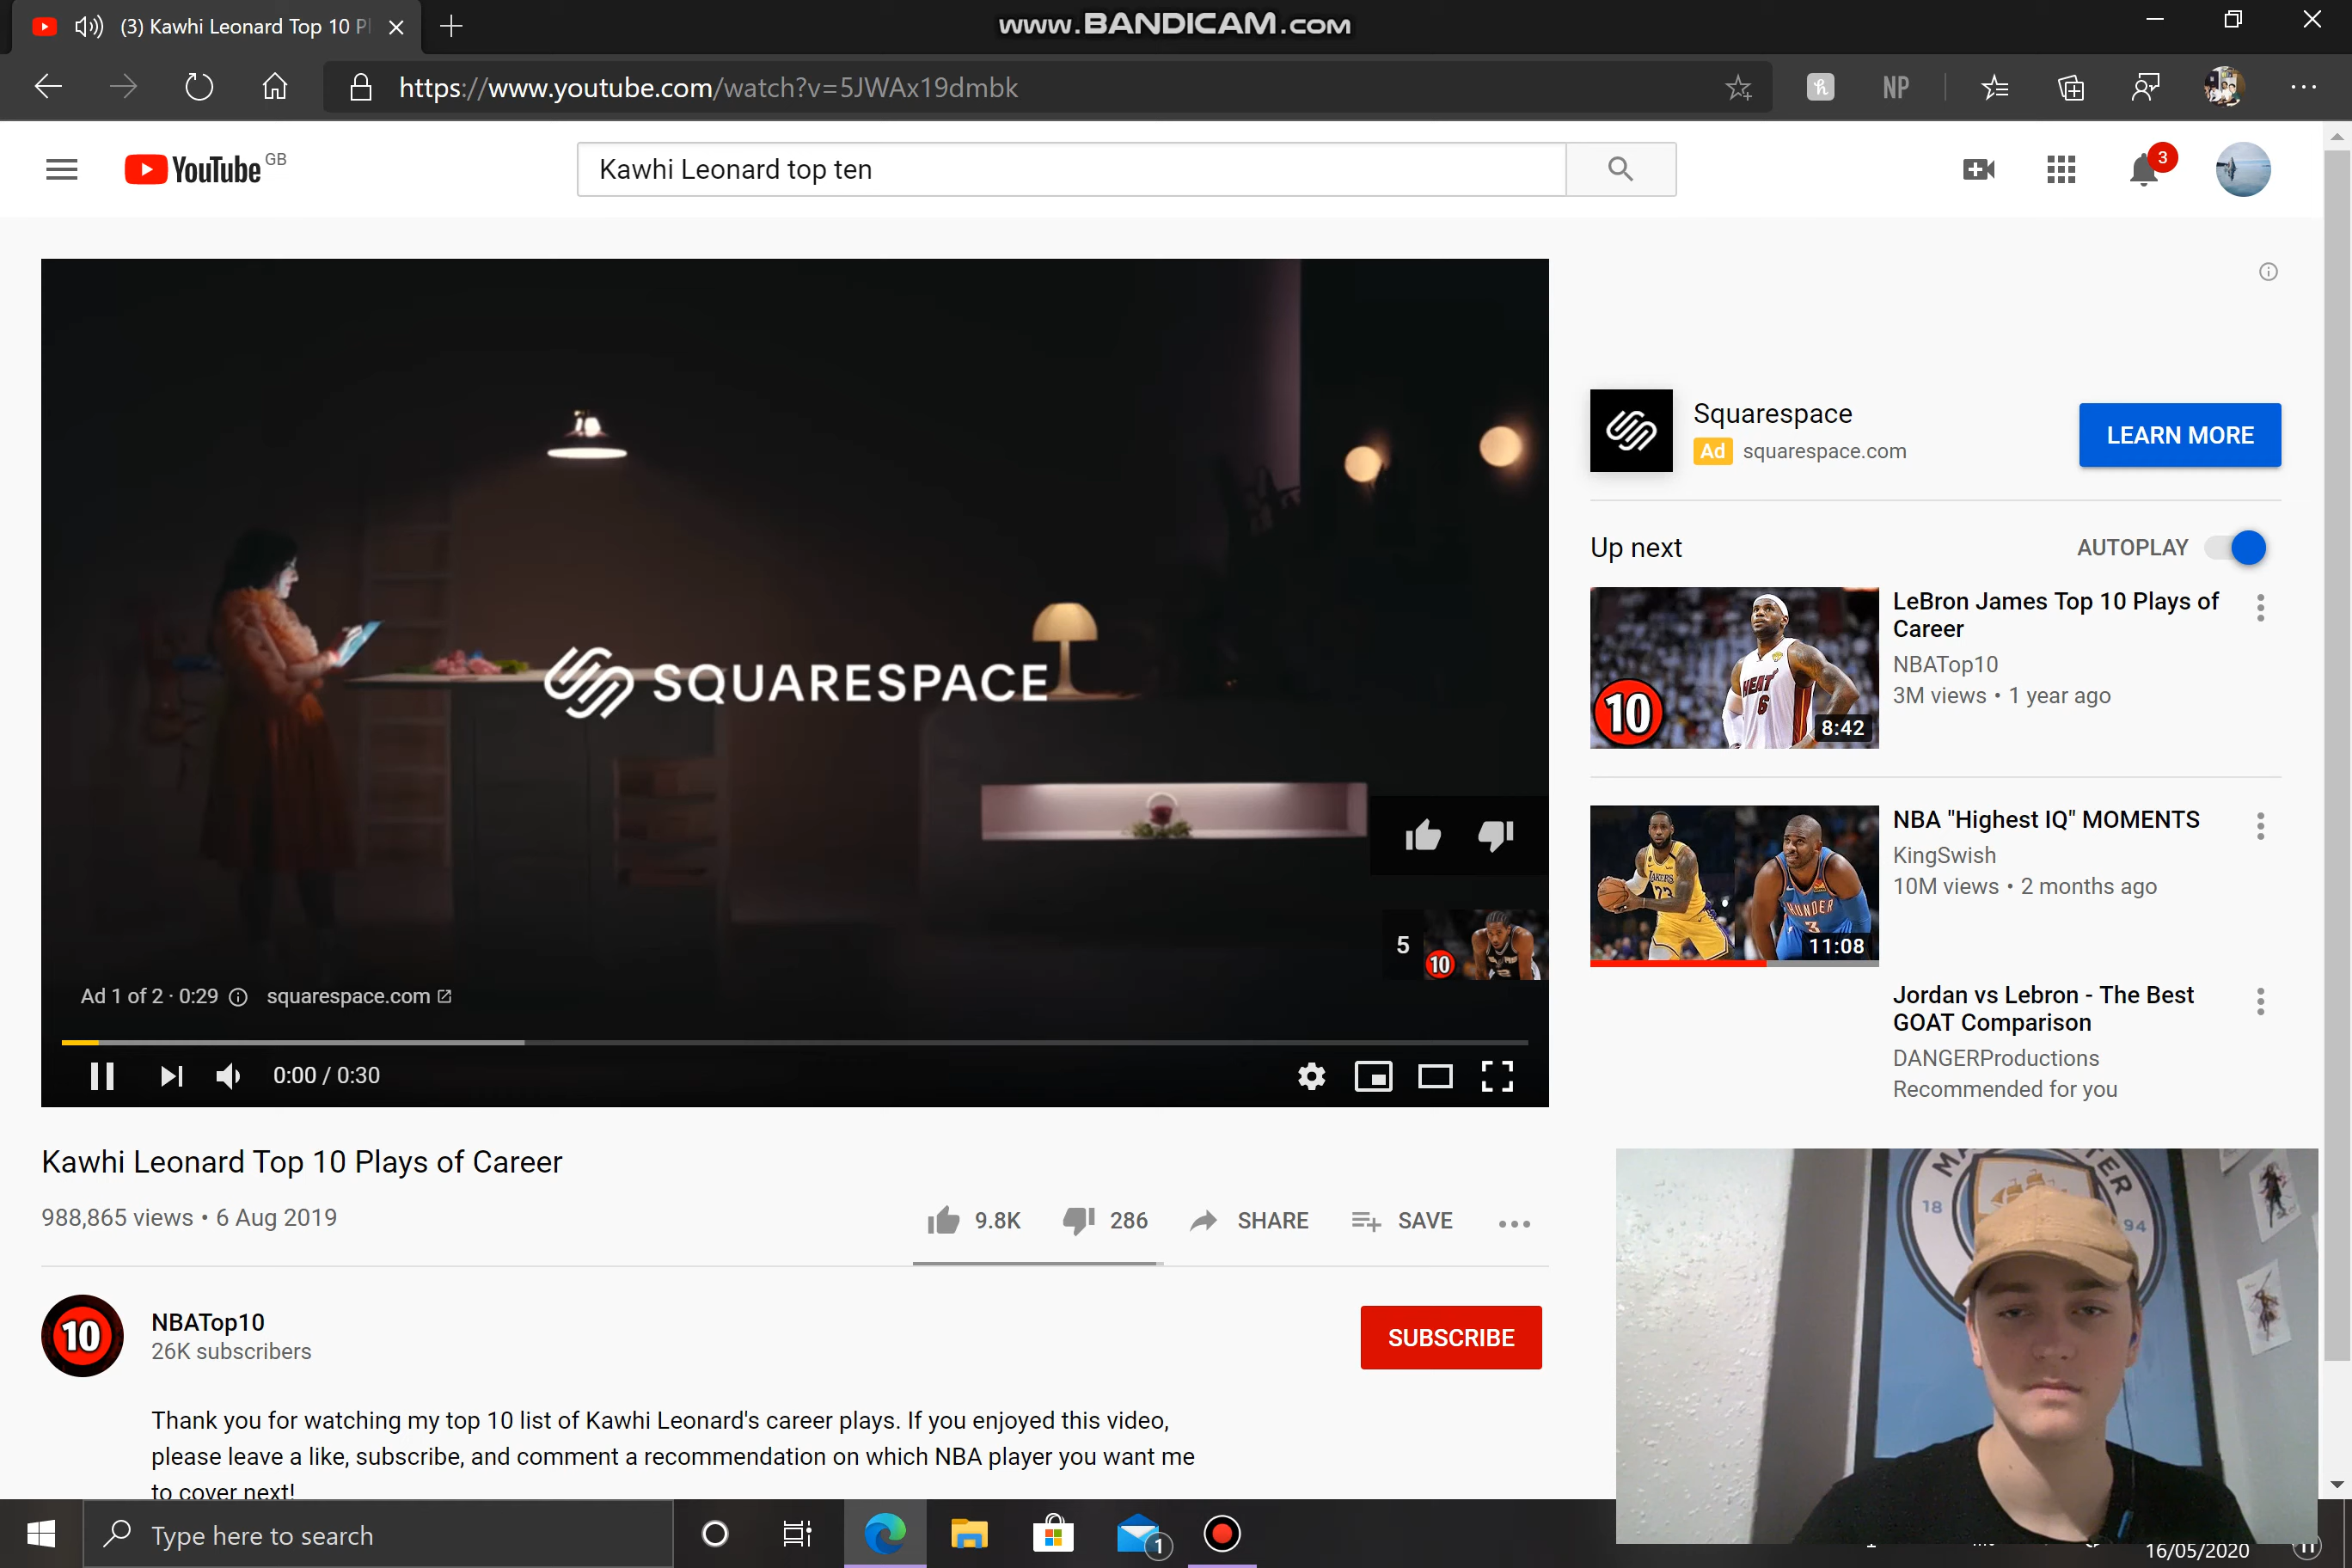 (3) Kawhi Leonard Top 10 Pl
www.BANDICAM.com
https://www.youtube.com/watch?v=5JWAx19dmbk
NP
YouTube GB
Kawhi Leonard top ten
3
Squarespace
Ad squarespace.com
LEARN MORE
SQUARESPACE
Up next
AUTOPLAY
LeBron James Top 10 Plays of
Career
NBATop10
3M views • 1 year ago
10
HEAT
6
8:42
NBA "Highest IQ" MOMENTS
KingSwish
10M views • 2 months ago
LAKERS
23
THUNDER
3
11:08
Jordan vs Lebron - The Best
GOAT Comparison
DANGERProductions
Recommended for you
5
10
Ad 1 of 2 · 0:29 squarespace.com
0:00 / 0:30
Kawhi Leonard Top 10 Plays of Career
988,865 views • 6 Aug 2019
9.8K
286
SHARE
SAVE
10
NBATop10
26K subscribers
SUBSCRIBE
Thank you for watching my top 10 list of Kawhi Leonard's career plays. If you enjoyed this video,
please leave a like, subscribe, and comment a recommendation on which NBA player you want me
to cover next!
18
94
Type here to search
1
16/05/2020